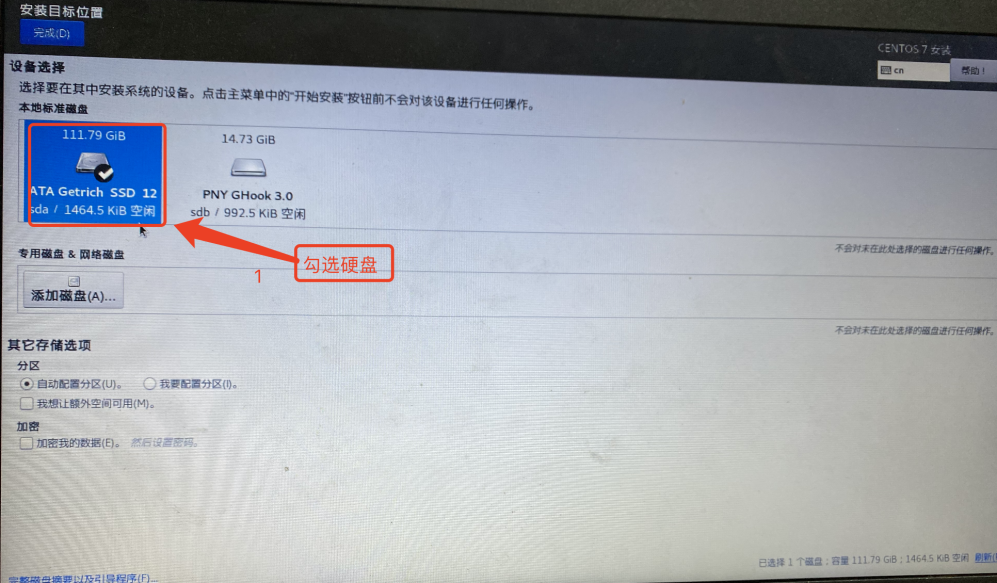 安装目标位置
完成(D)
CENTOS 7 安装
cn
帮助！
设备选择
选择要在其中安装系统的设备。点击主菜单中的"开始安装"按钮前不会对该设备进行任何操作。
本地标准磁盘
111.79 GiB
ATA Getrich SSD 12
sda / 1464.5 KiB 空闲
14.73 GiB
PNY GHook 3.0
sdb / 992.5 KiB 空闲
1
勾选硬盘
不会对未在此处选择的磁盘进行任何操作。
专用磁盘 & 网络磁盘
添加磁盘(A)...
不会对未在此处选择的磁盘进行任何操作。
其它存储选项
分区
自动配置分区(U)。 我要配置分区(I)。
我想让额外空间可用(M)。
加密
加密我的数据(E)。 然后设置密码。
已选择 1 个磁盘；容量 111.79 GiB；1464.5 KiB 空闲 刷新(
完整磁盘摘要以及引导程序(F)...